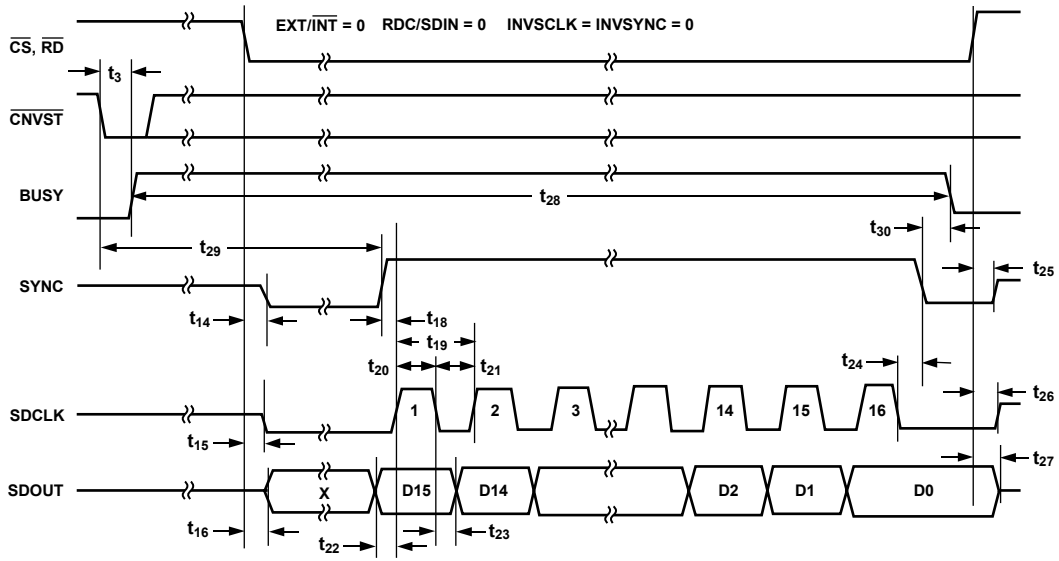 EXT/INT = 0 RDC/SDIN = 0 INVSCLK = INVSYNC = 0
CS, RD
t3
CNVST
BUSY
t28
t30
t29
t25
SYNC
t14
t18
t19
t20
t21
t24
t26
SDCLK
1
2
3
14
15
16
t15
t27
SDOUT
X
D15
D14
D2
D1
D0
t16
t22
t23